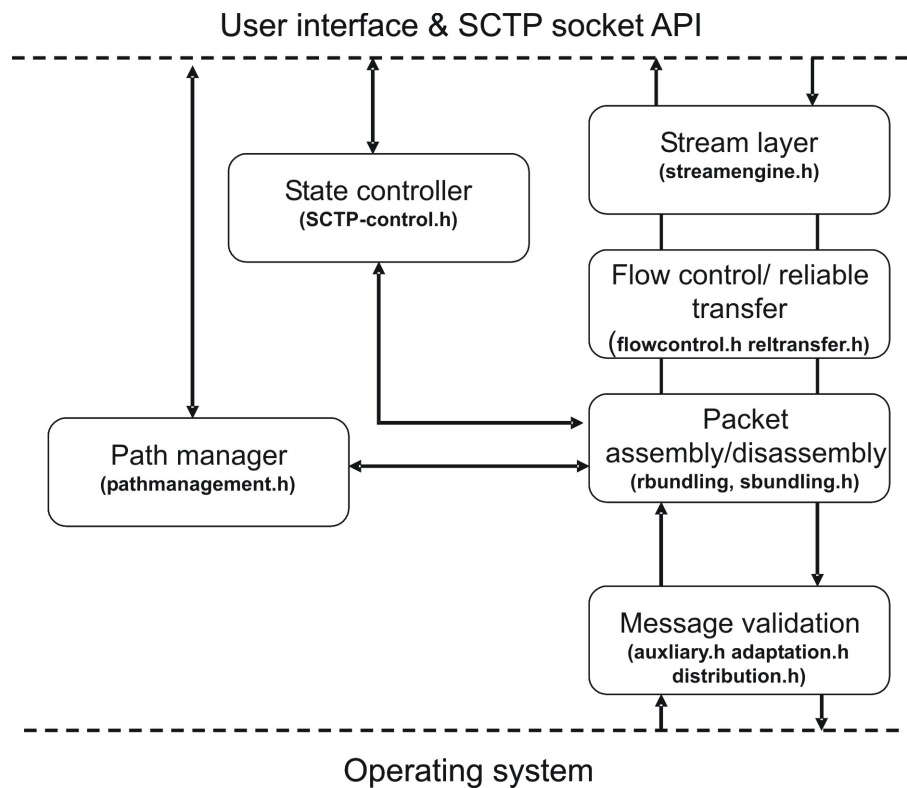 User interface & SCTP socket API
Stream layer
(streamengine.h)
State controller
(SCTP-control.h)
Flow control/ reliable
transfer
(flowcontrol.h reltransfer.h)
Packet
assembly/disassembly
(rbundling, sbundling.h)
Path manager
(pathmanagement.h)
Message validation
(auxliary.h adaptation.h
distribution.h)
Operating system